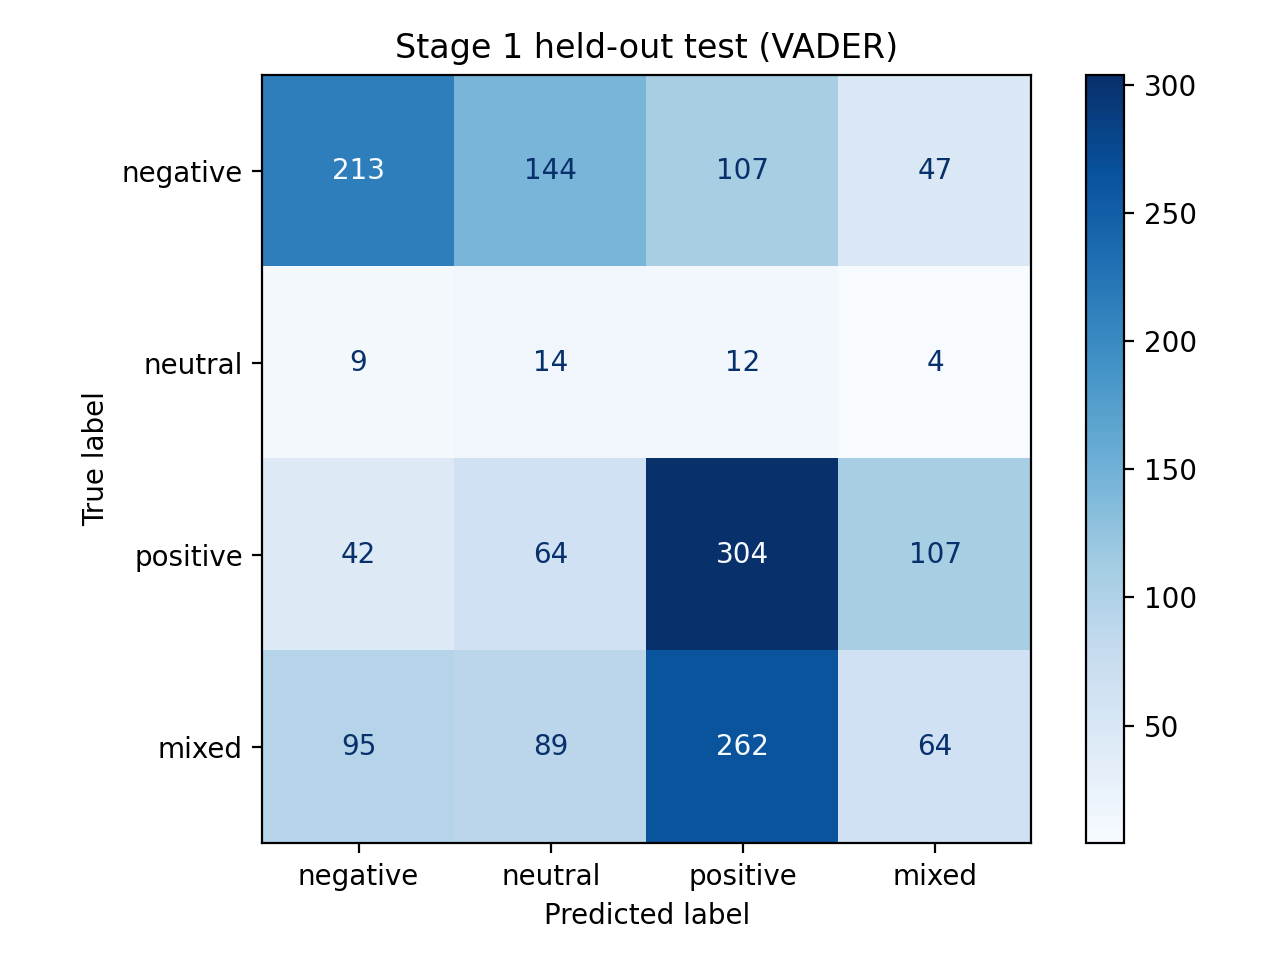 Stage 1 held-out test (VADER)
negative 213 144 107 47
neutral 9 14 12 4
positive 42 64 304 107
mixed 95 89 262 64
negative neutral positive mixed
Predicted label
True label
300
250
200
150
100
50